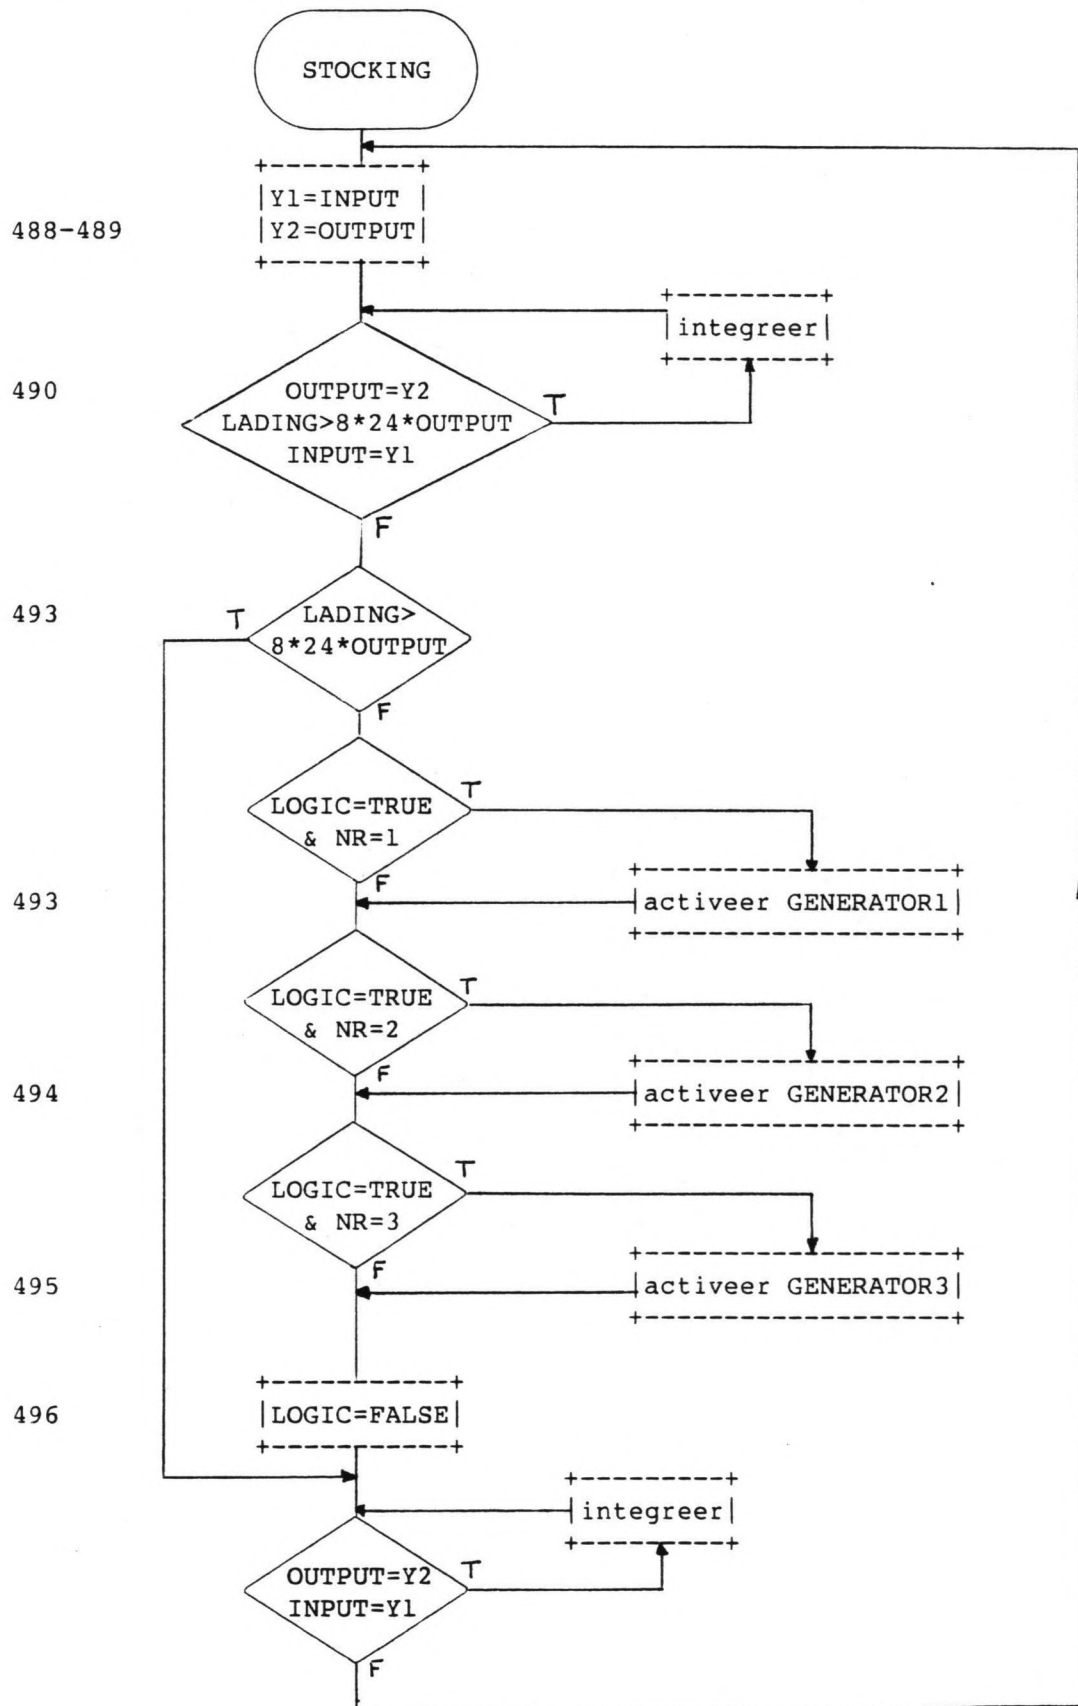 STOCKING
Y1=INPUT
488-489 Y2=OUTPUT
integreer
490 OUTPUT=Y2
T
LADING>8*24*OUTPUT
INPUT=Y1
F
493 T LADING>
8*24*OUTPUT
F
T
LOGIC=TRUE
& NR=1
F
493 activeer GENERATOR1
T
LOGIC=TRUE
& NR=2
F
494 activeer GENERATOR2
T
LOGIC=TRUE
& NR=3
F
495 activeer GENERATOR3
496 LOGIC=FALSE
integreer
T
OUTPUT=Y2
INPUT=Y1
F